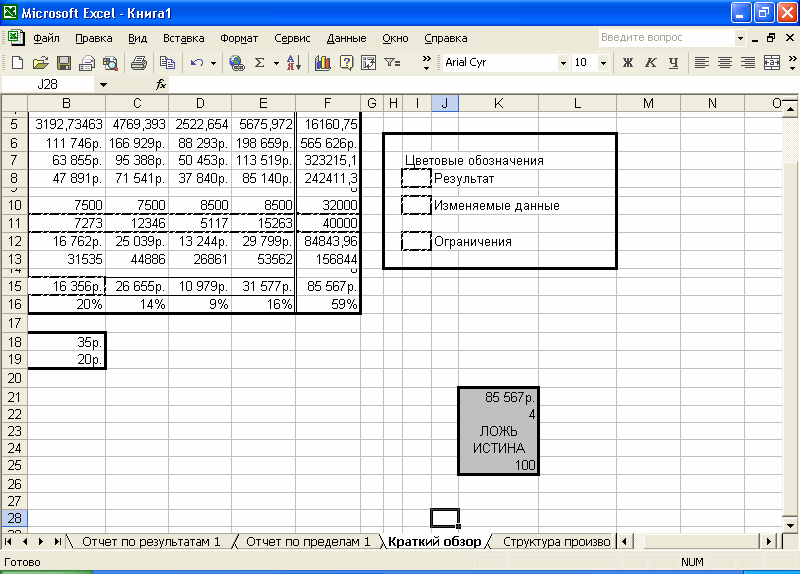 Microsoft Excel - Книга1
Файл Правка Вид Вставка Формат Сервис Данные Окно Справка Введите вопрос
Arial Cyr 10 Ж К Ч
J28 fx
B C D E F G H I J K L M N O
5 3192,73463 4769,393 2522,654 5675,972 16160,75
6 111 746р. 166 929р. 88 293р. 198 659р. 565 626р.
7 63 855р. 95 388р. 50 453р. 113 519р. 323215,1 Цветовые обозначения
8 47 891р. 71 541р. 37 840р. 85 140р. 242411,3 Результат
10 7500 7500 8500 8500 32000 Изменяемые данные
11 7273 12346 5117 15263 40000
12 16 762р. 25 039р. 13 244р. 29 799р. 84843,96 Ограничения
13 31535 44886 26861 53562 156844
15 16 356р. 26 655р. 10 979р. 31 577р. 85 567р.
16 20% 14% 9% 16% 59%
17
18 35р.
19 20р.
20
21 85 567р.
22 4
23 ЛОЖЬ
24 ИСТИНА
25 100
26
27
28
Отчет по результатам 1 Отчет по пределам 1 Краткий обзор Структура произво
Готово NUM